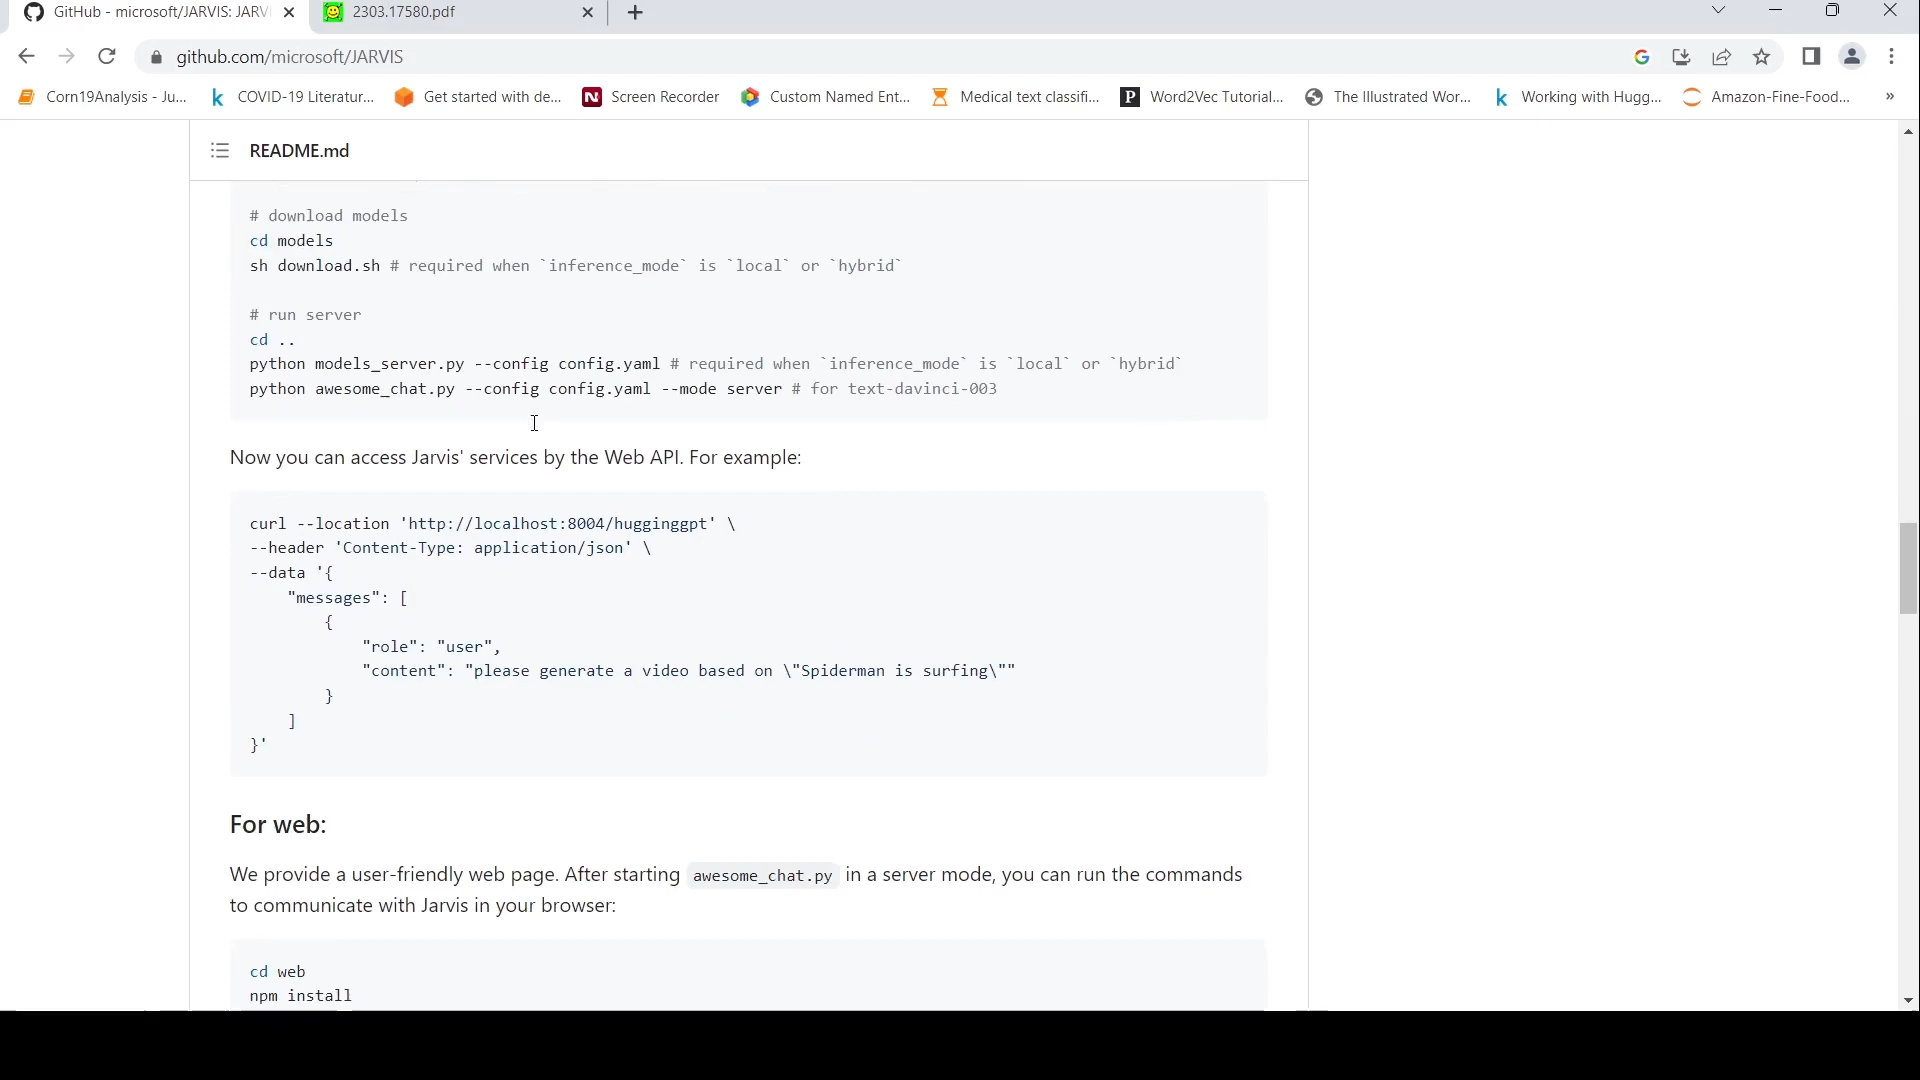 GitHub - microsoft/JARVIS: JARV
2303.17580.pdf
github.com/microsoft/JARVIS
Corn19Analysis - Ju...
COVID-19 Literatur...
Get started with de...
Screen Recorder
Custom Named Ent...
Medical text classifi...
Word2Vec Tutorial...
The Illustrated Wor...
Working with Hugg...
Amazon-Fine-Food...
»
README.md
# download models
cd models
sh download.sh # required when `inference_mode` is `local` or `hybrid`
# run server
cd ..
python models_server.py --config config.yaml # required when `inference_mode` is `local` or `hybrid`
python awesome_chat.py --config config.yaml --mode server # for text-davinci-003
Now you can access Jarvis' services by the Web API. For example:
curl --location 'http://localhost:8004/hugginggpt' \
--header 'Content-Type: application/json' \
--data '{
"messages": [
{
"role": "user",
"content": "please generate a video based on \"Spiderman is surfing\""
}
]
}'
For web:
We provide a user-friendly web page. After starting awesome_chat.py in a server mode, you can run the commands
to communicate with Jarvis in your browser:
cd web
npm install